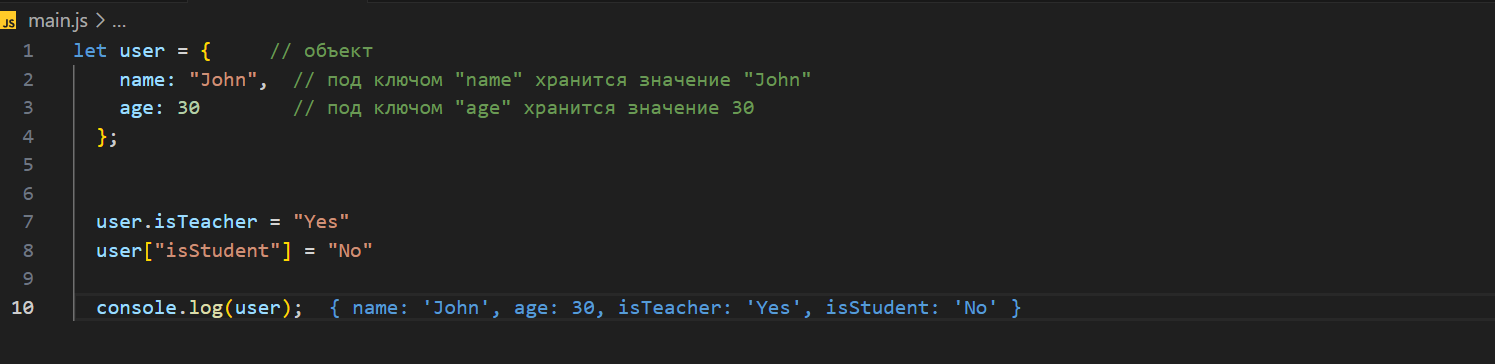 JS main.js > ...
1 let user = {     // объект
2     name: "John",  // под ключом "name" хранится значение "John"
3     age: 30        // под ключом "age" хранится значение 30
4   };
5
6
7   user.isTeacher = "Yes"
8   user["isStudent"] = "No"
9
10   console.log(user);  { name: 'John', age: 30, isTeacher: 'Yes', isStudent: 'No' }